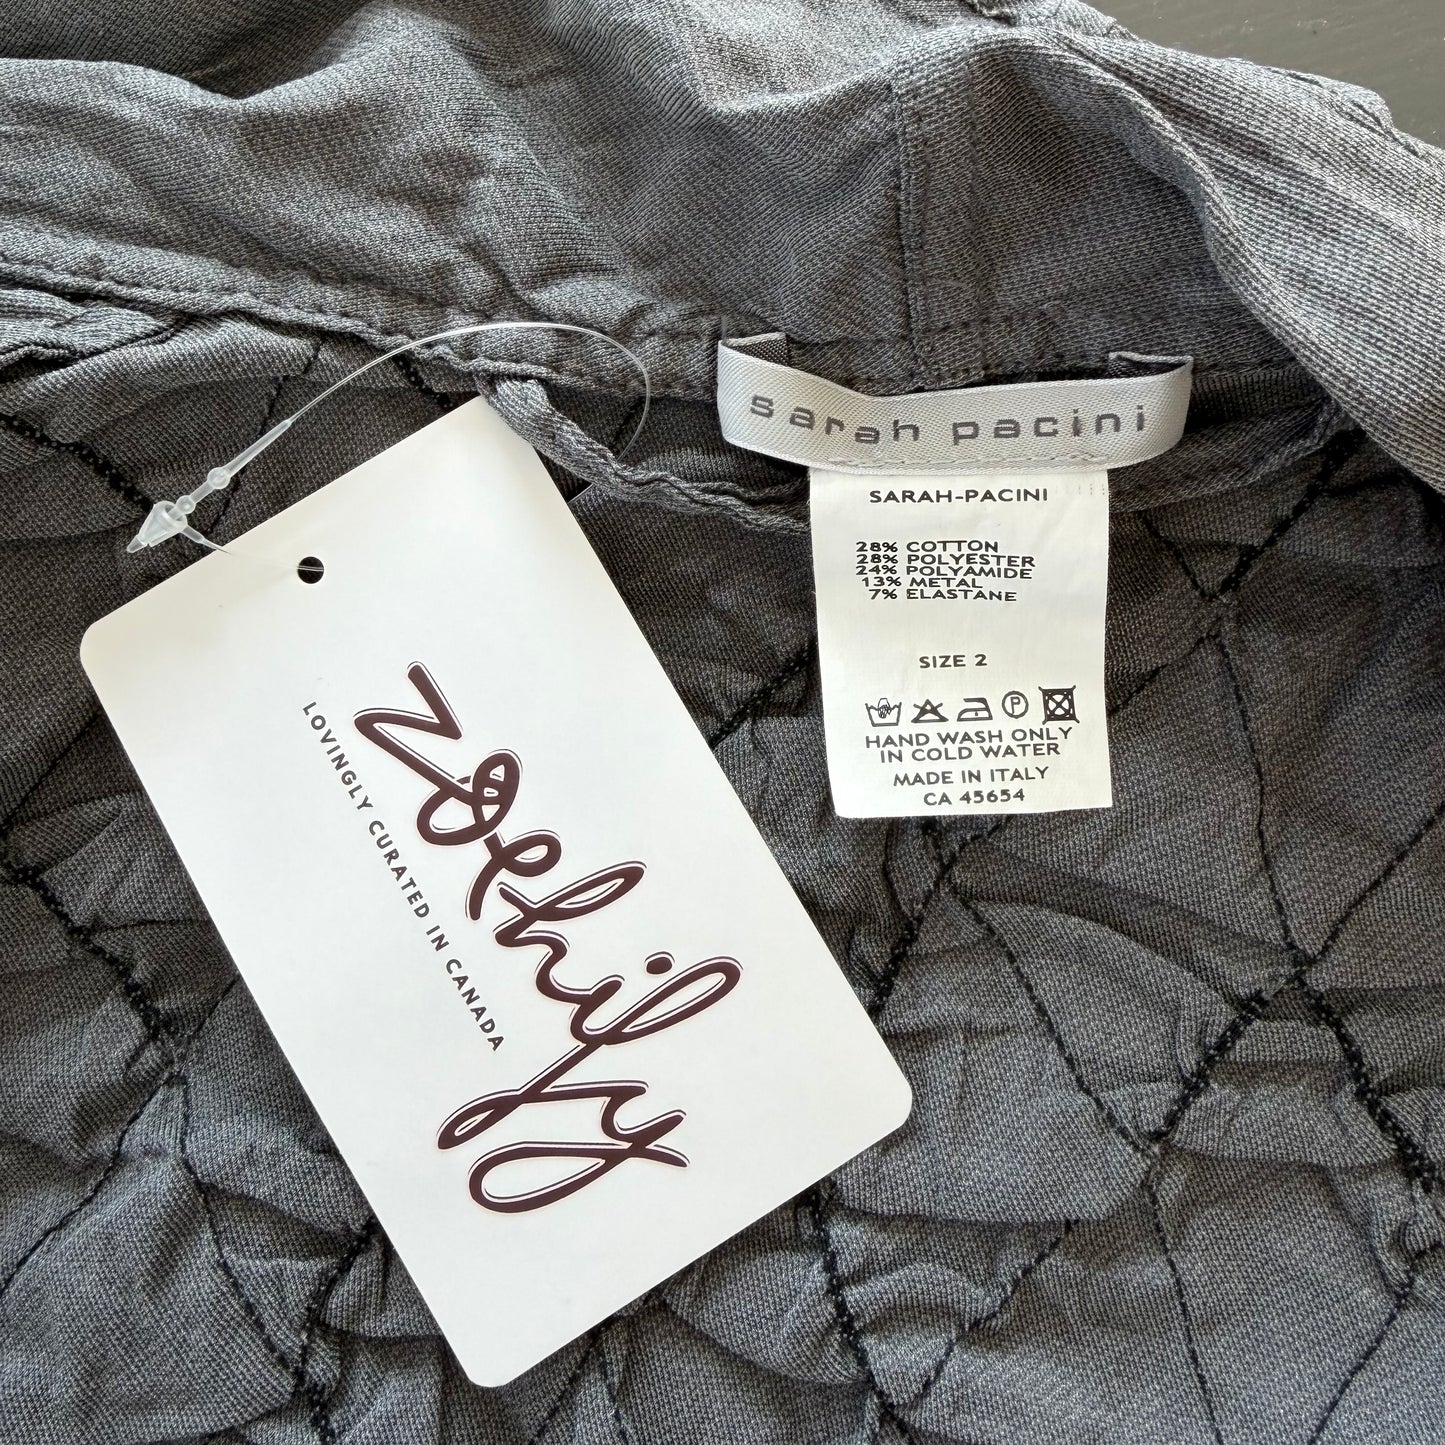 sarah pacini
SARAH-PACINI
28% COTTON
28% POLYESTER
24% POLYAMIDE
13% METAL
7% ELASTANE
SIZE 2
P
HAND WASH ONLY
IN COLD WATER
MADE IN ITALY
CA 45654
zoehify
LOVINGLY CURATED IN CANADA